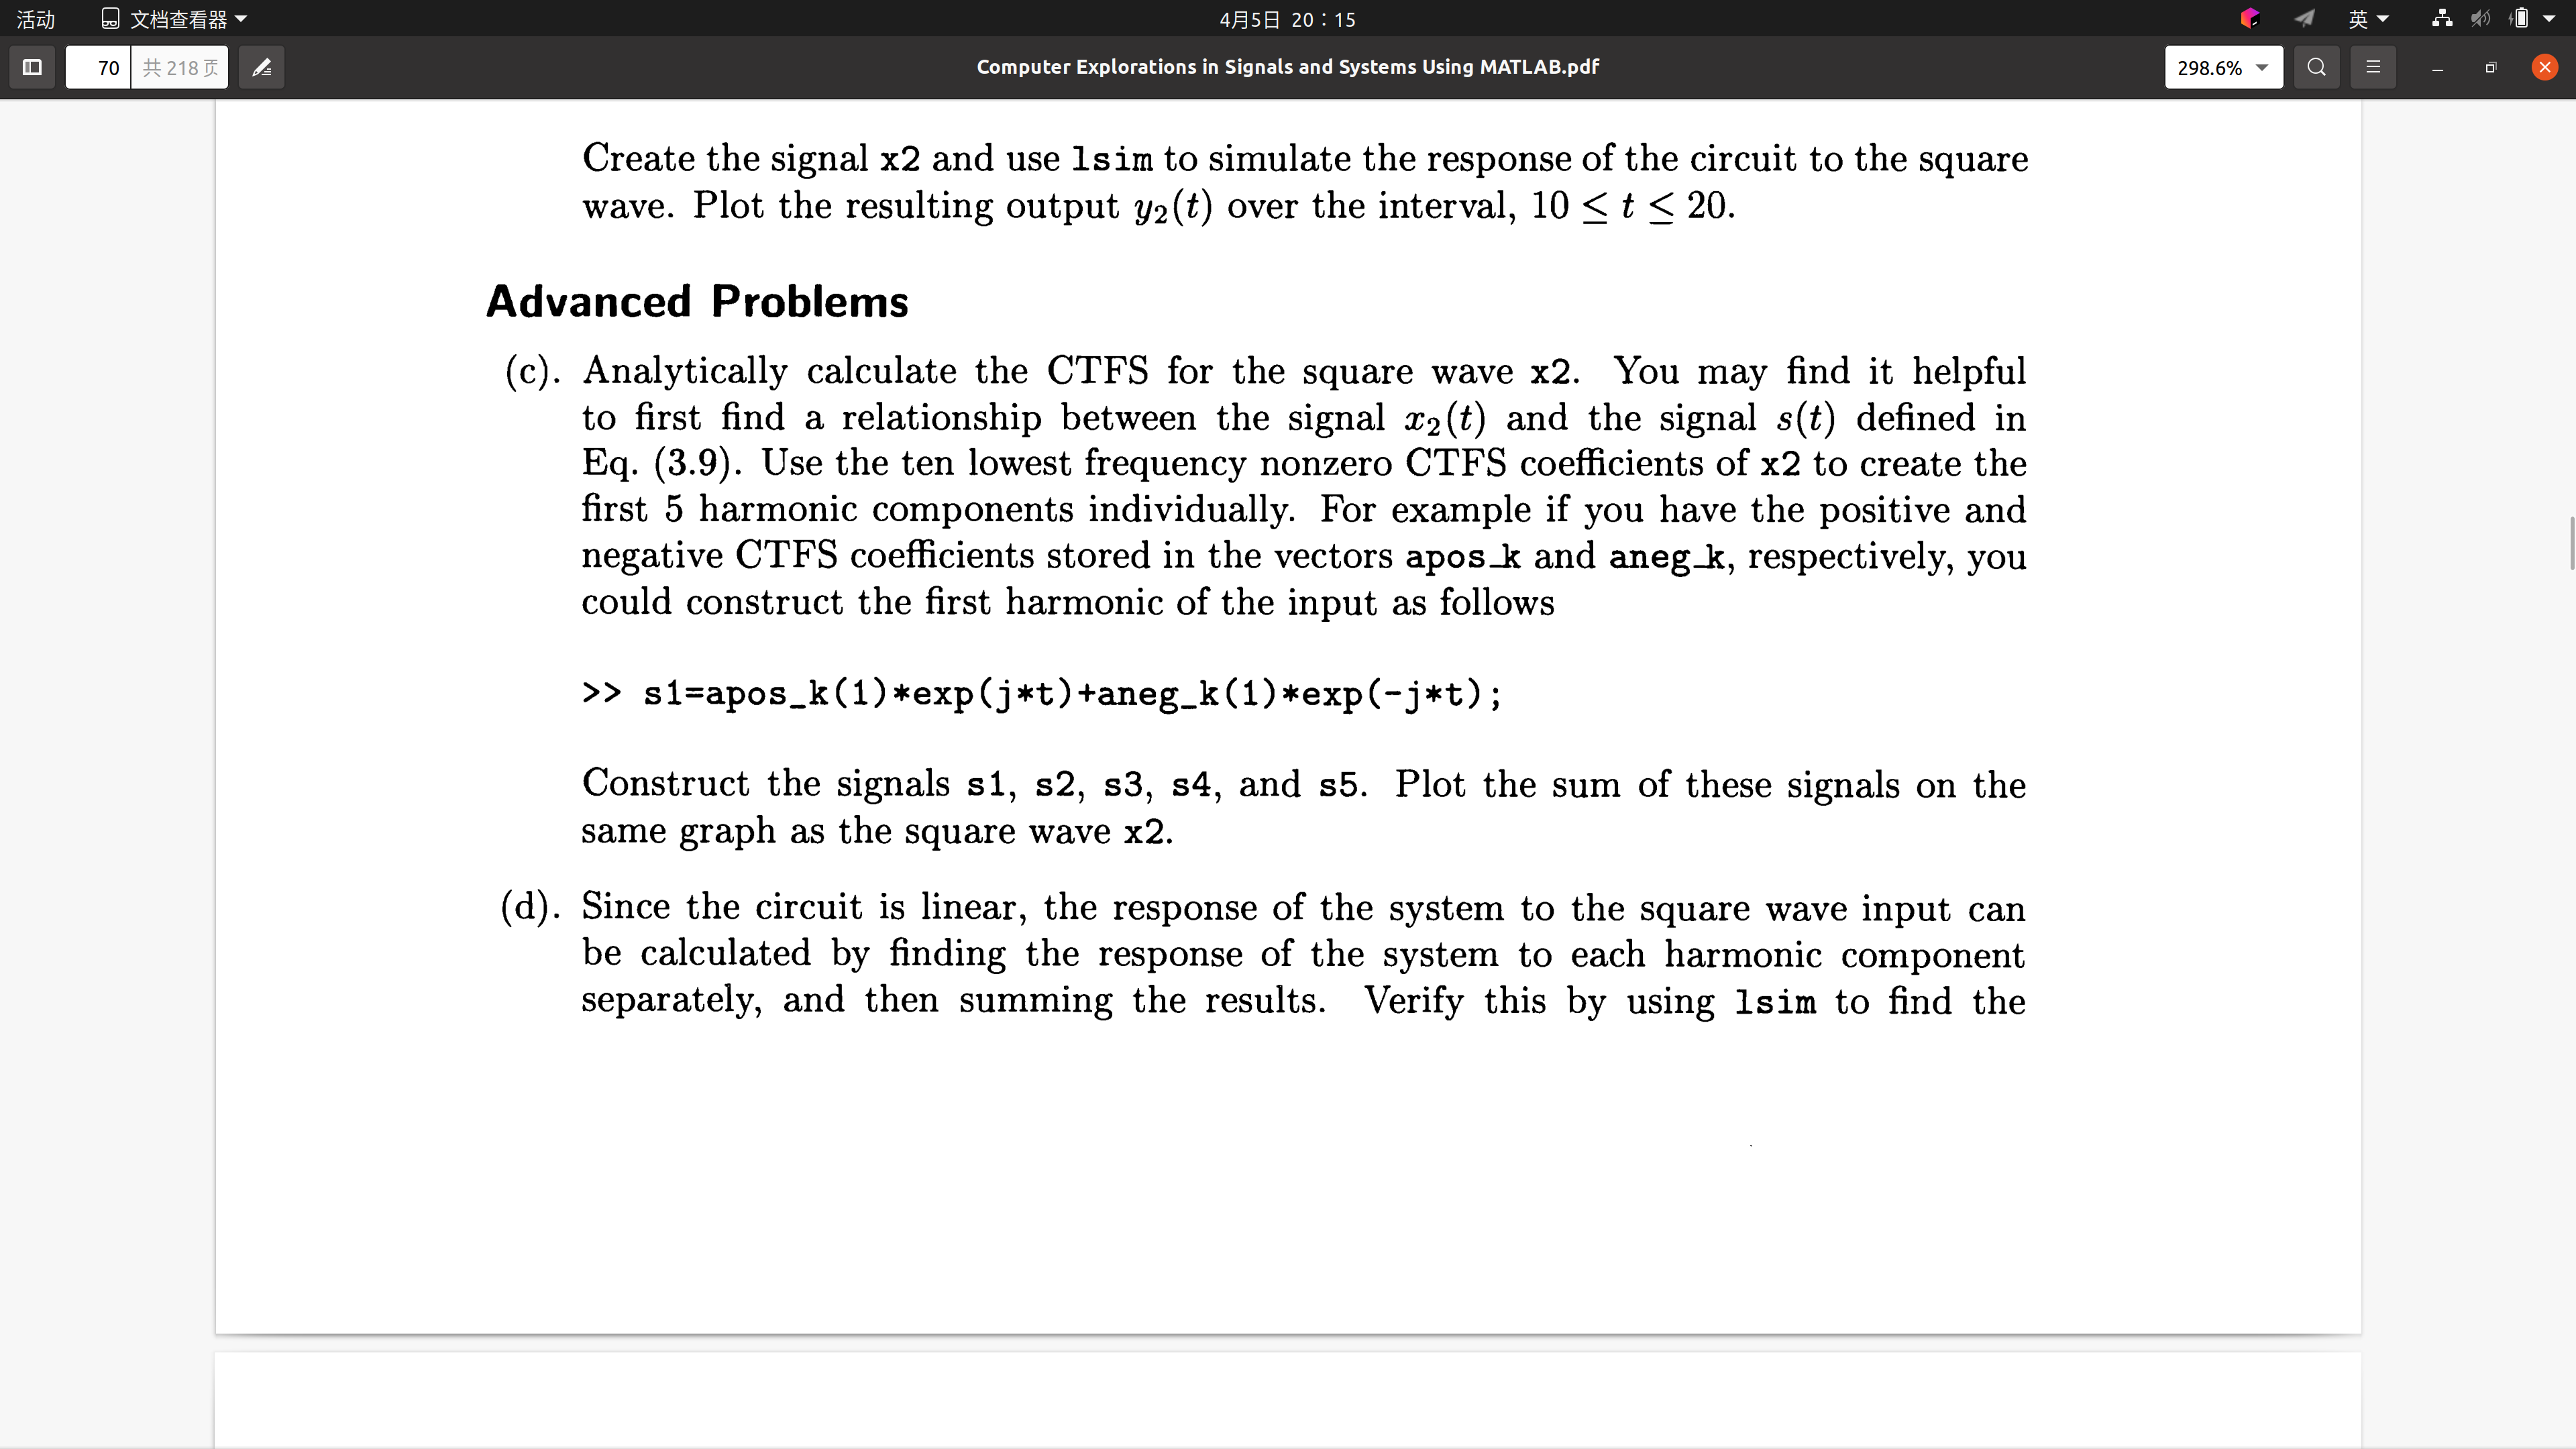 活动 文档查看器 4月5日 20：15 英
70 共 218 页 Computer Explorations in Signals and Systems Using MATLAB.pdf 298.6%
Create the signal x2 and use lsim to simulate the response of the circuit to the square
wave. Plot the resulting output y₂(t) over the interval, 10 ≤ t ≤ 20.
Advanced Problems
(c). Analytically calculate the CTFS for the square wave x2. You may find it helpful
to first find a relationship between the signal x₂(t) and the signal s(t) defined in
Eq. (3.9). Use the ten lowest frequency nonzero CTFS coefficients of x2 to create the
first 5 harmonic components individually. For example if you have the positive and
negative CTFS coefficients stored in the vectors apos_k and aneg_k, respectively, you
could construct the first harmonic of the input as follows
>> s1=apos_k(1)*exp(j*t)+aneg_k(1)*exp(-j*t);
Construct the signals s1, s2, s3, s4, and s5. Plot the sum of these signals on the
same graph as the square wave x2.
(d). Since the circuit is linear, the response of the system to the square wave input can
be calculated by finding the response of the system to each harmonic component
separately, and then summing the results. Verify this by using lsim to find the